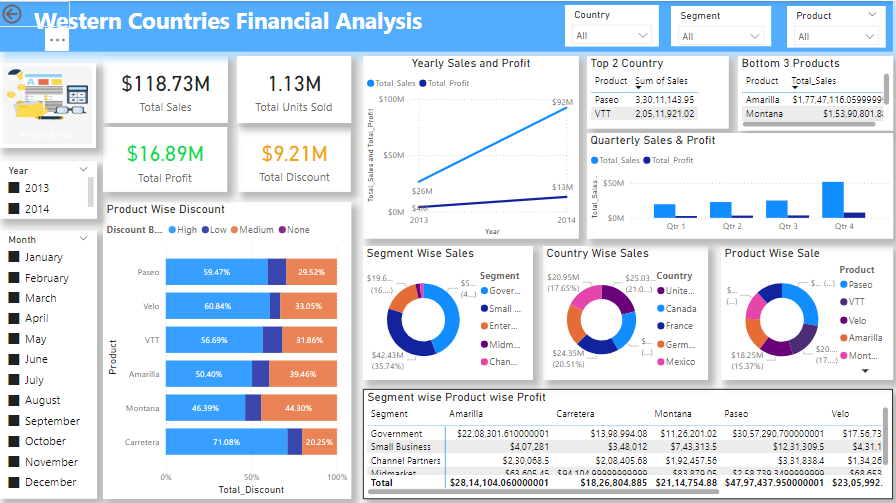 Western Countries Financial Analysis
Country
All
Segment
All
Product
All
$118.73M
Total Sales
1.13M
Total Units Sold
$16.89M
Total Profit
$9.21M
Total Discount
Year
2013
2014
Month
January
February
March
April
May
June
July
August
September
October
November
December
Product Wise Discount
Discount B... High Low Medium None
Product
Paseo 59.47% 29.52%
Velo 60.84% 33.05%
VTT 56.69% 31.86%
Amarilla 50.40% 39.46%
Montana 46.39% 44.30%
Carretera 71.08% 20.25%
0% 50% 100%
Total_Discount
Yearly Sales and Profit
Total_Sales Total_Profit
Total_Sales and Total_Profit
$100M
$50M
$0M
$92M
$26M
$13M
2013 2014
Year
Top 2 Country
Product Sum of Sales
Paseo 3,30,11,143.95
VTT 2,05,11,921.02
Bottom 3 Products
Product Total_Sales
Amarilla $1,77,47,116.0599999
Montana $1,53,90,801.8
Quarterly Sales & Profit
Total_Sales Total_Profit
Total_Sales...
$50M
$0M
Qtr 1 Qtr 2 Qtr 3 Qtr 4
Segment Wise Sales
$19.6...
(16....)
$5...
(4...)
$42.43M
(35.74%)
Segment
Gover...
Small ...
Enter...
Midm...
Chan...
Country Wise Sales
$20.95M
(17.65%)
$25.03...
(21.0...)
$24.35M
(20.51%)
$...
(...)
Country
Unite...
Canada
France
Germ...
Mexico
Product Wise Sale
$...
(...)
$... (...)
$18.25M
(15.37%)
$20....
(17....)
Product
Paseo
VTT
Velo
Amarilla
Mont...
Segment wise Product wise Profit
Segment Amarilla Carretera Montana Paseo Velo
Government $22,08,301.610000001 $13,98,994.08 $11,26,201.02 $30,57,290.700000001 $17,56,73
Small Business $4,07,281 $3,48,012 $7,43,313.5 $12,31,309.5 $4,31,1
Channel Partners $2,30,068.5 $2,08,405.68 $1,92,457.56 $3,31,838.4 $1,34,26
Midmarket
Total $28,14,104.060000001 $18,26,804.885 $21,14,754.88 $47,97,437.950000001 $23,05,992.